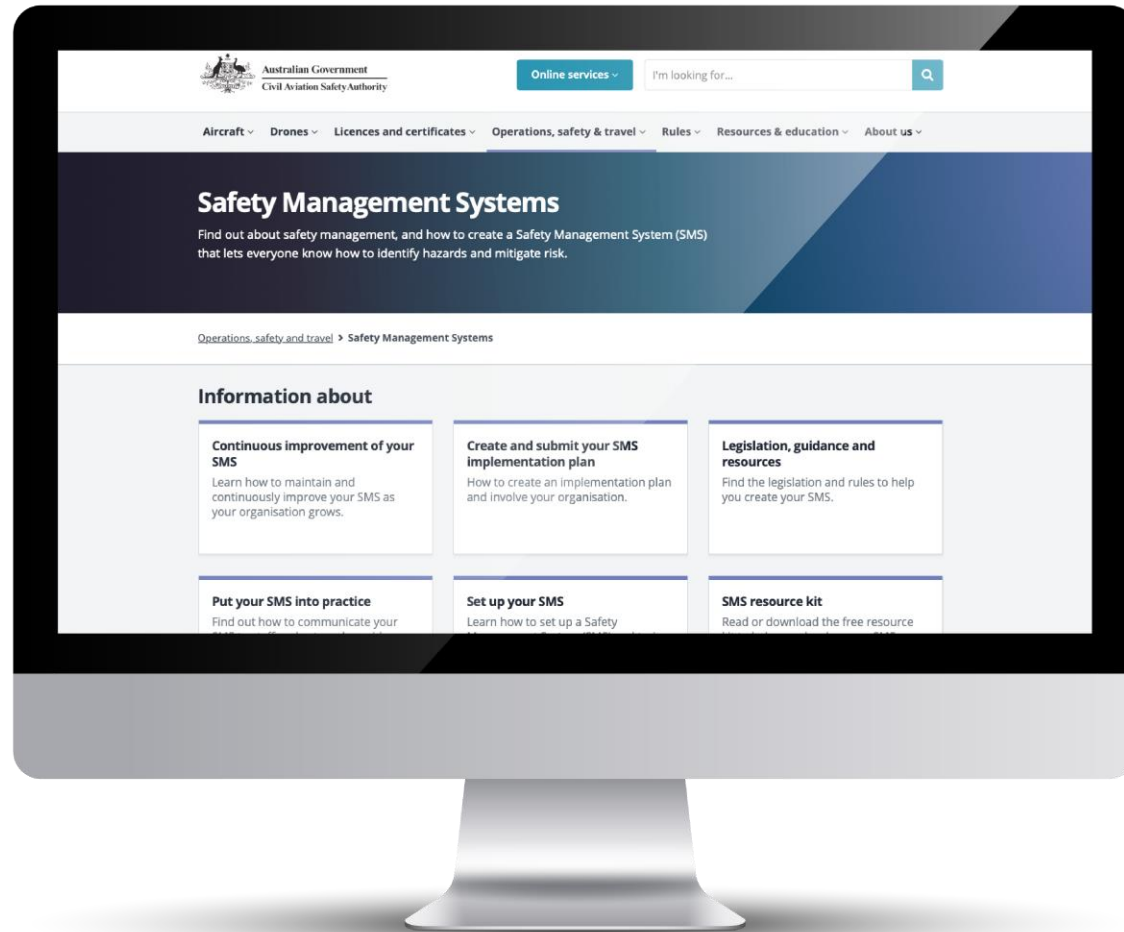 Australian Government
Civil Aviation Safety Authority
Online services
I'm looking for...
Aircraft Drones Licences and certificates Operations, safety & travel Rules Resources & education About us
Safety Management Systems
Find out about safety management, and how to create a Safety Management System (SMS)
that lets everyone know how to identify hazards and mitigate risk.
Operations, safety and travel > Safety Management Systems
Information about
Continuous improvement of your
SMS
Learn how to maintain and
continuously improve your SMS as
your organisation grows.
Create and submit your SMS
implementation plan
How to create an implementation plan
and involve your organisation.
Legislation, guidance and
resources
Find the legislation and rules to help
you create your SMS.
Put your SMS into practice
Find out how to communicate your
Set up your SMS
Learn how to set up a Safety
SMS resource kit
Read or download the free resource